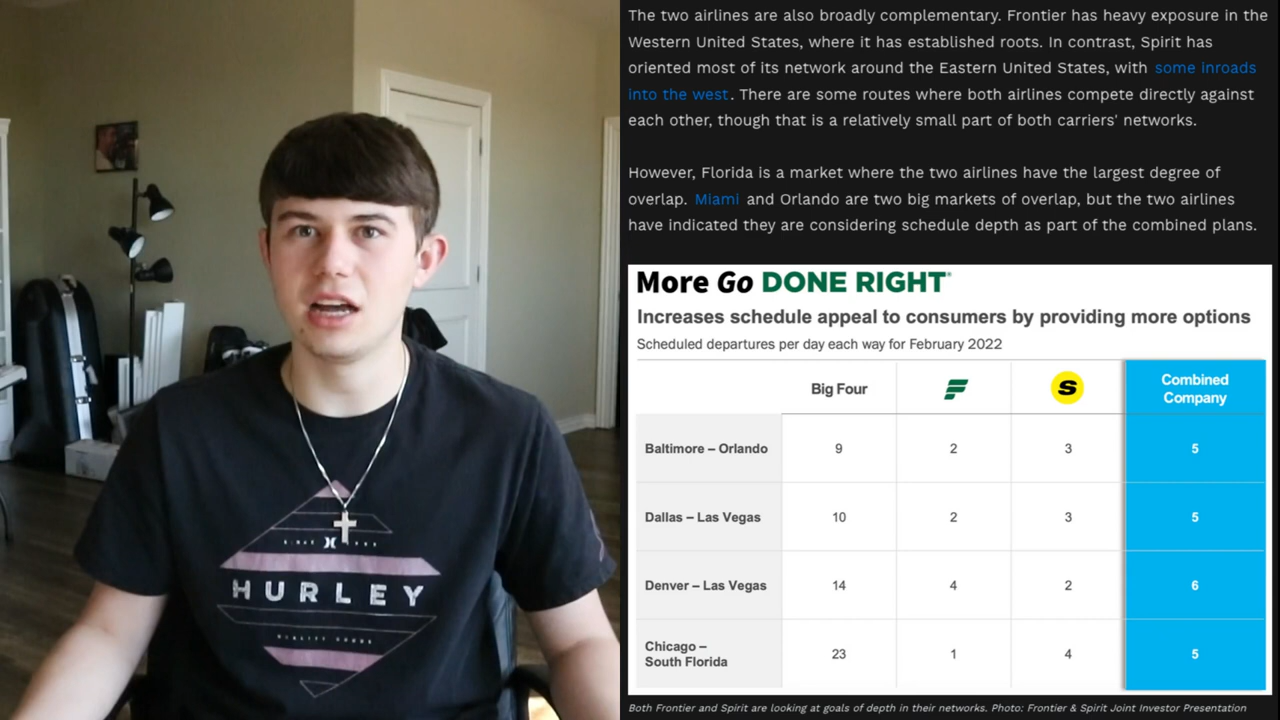 The two airlines are also broadly complementary. Frontier has heavy exposure in the
Western United States, where it has established roots. In contrast, Spirit has
oriented most of its network around the Eastern United States, with some inroads
into the west. There are some routes where both airlines compete directly against
each other, though that is a relatively small part of both carriers' networks.
However, Florida is a market where the two airlines have the largest degree of
overlap. Miami and Orlando are two big markets of overlap, but the two airlines
have indicated they are considering schedule depth as part of the combined plans.
More Go DONE RIGHT
Increases schedule appeal to consumers by providing more options
Scheduled departures per day each way for February 2022
Big Four S Combined
Company
Baltimore – Orlando 9 2 3 5
Dallas – Las Vegas 10 2 3 5
Denver – Las Vegas 14 4 2 6
Chicago –
South Florida 23 1 4 5
Both Frontier and Spirit are looking at goals of depth in their networks. Photo: Frontier & Spirit Joint Investor Presentation
HURLEY